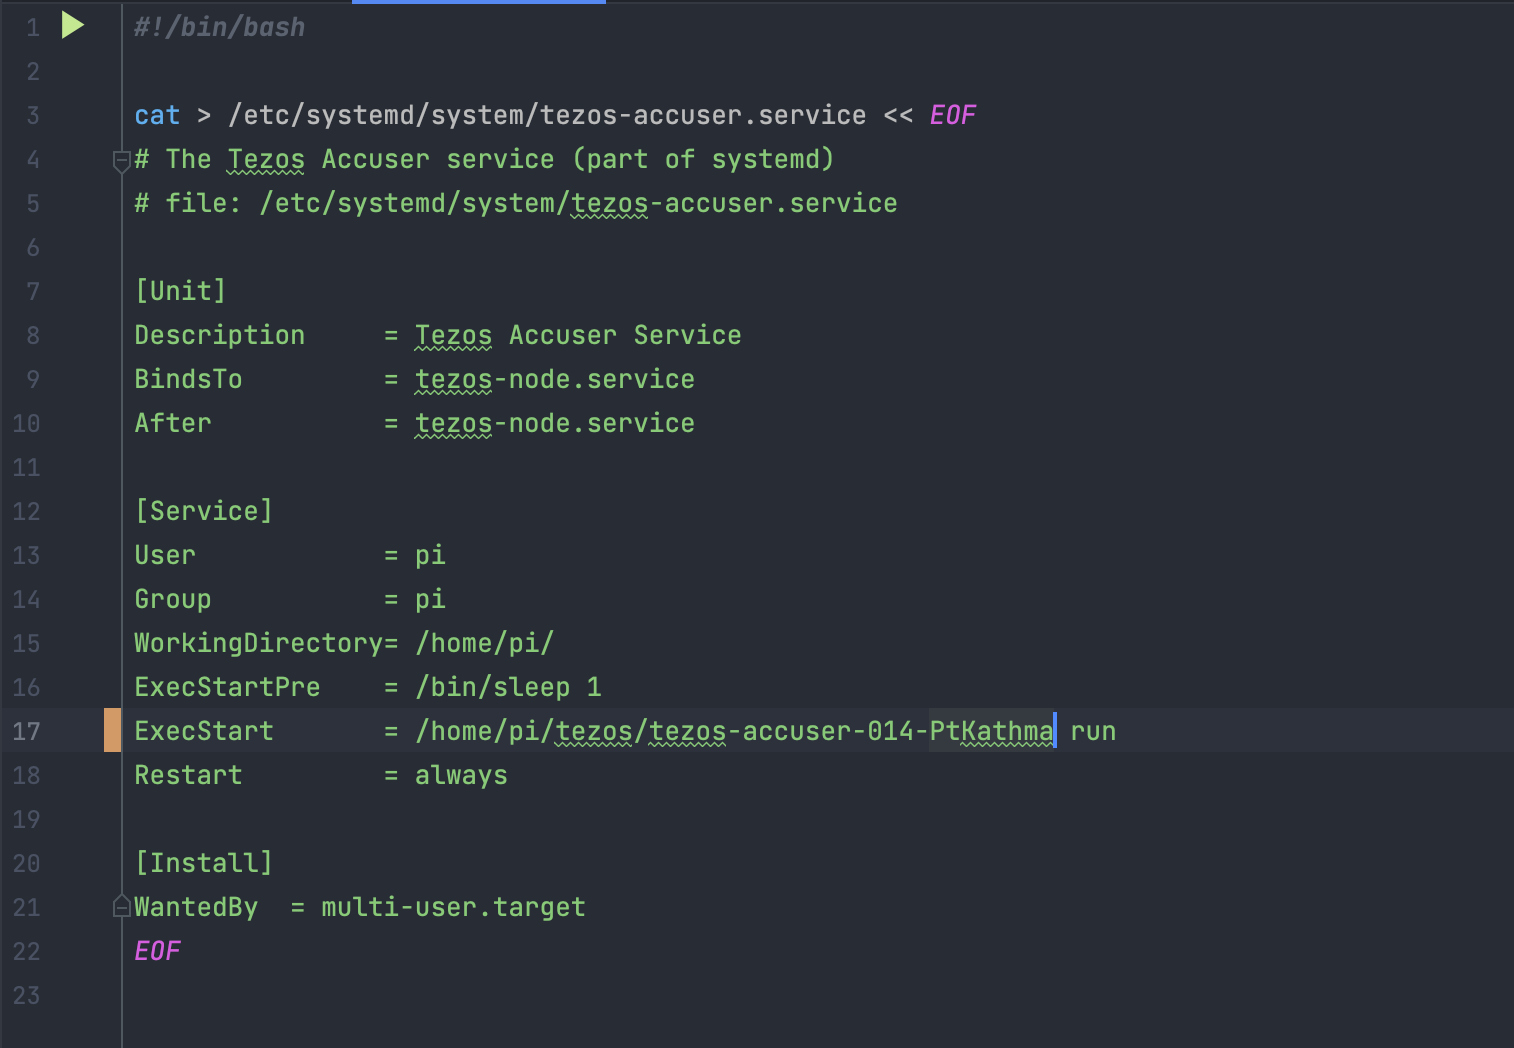 1 #!/bin/bash
2
3 cat > /etc/systemd/system/tezos-accuser.service << EOF
4 # The Tezos Accuser service (part of systemd)
5 # file: /etc/systemd/system/tezos-accuser.service
6
7 [Unit]
8 Description     = Tezos Accuser Service
9 BindsTo         = tezos-node.service
10 After           = tezos-node.service
11
12 [Service]
13 User            = pi
14 Group           = pi
15 WorkingDirectory= /home/pi/
16 ExecStartPre    = /bin/sleep 1
17 ExecStart       = /home/pi/tezos/tezos-accuser-014-PtKathma run
18 Restart         = always
19
20 [Install]
21 WantedBy  = multi-user.target
22 EOF
23